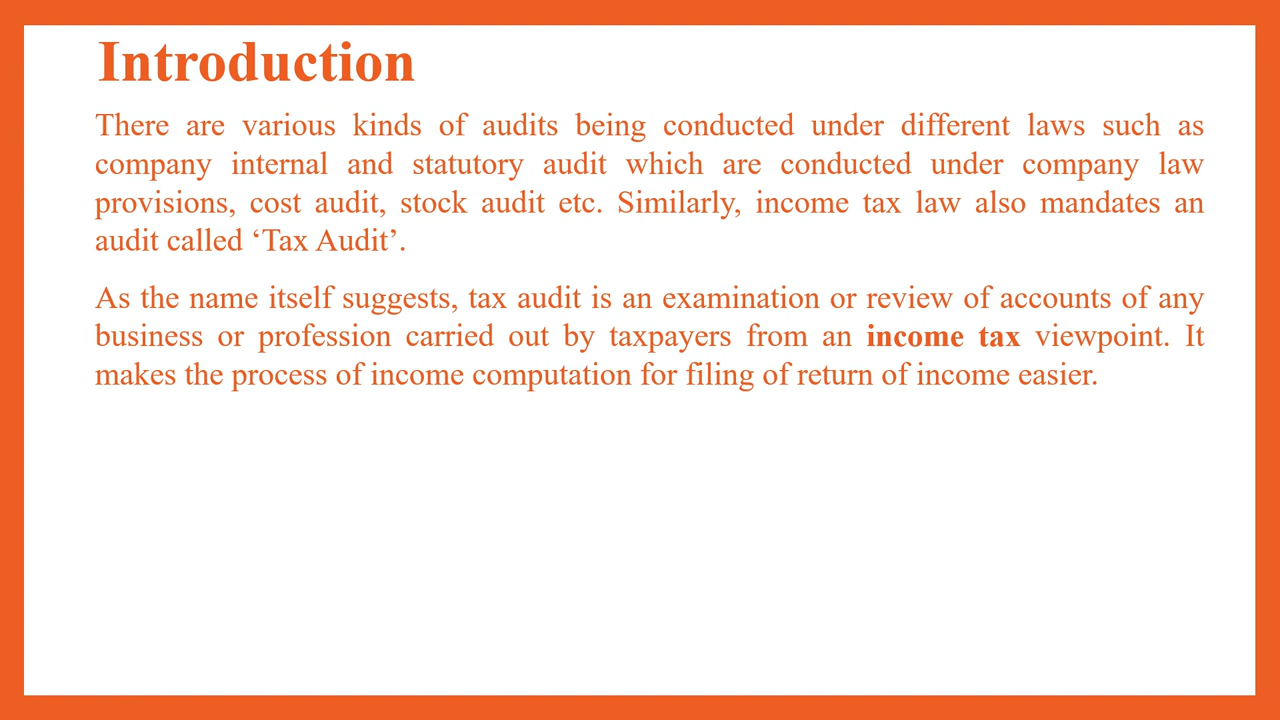 Introduction
There are various kinds of audits being conducted under different laws such as
company internal and statutory audit which are conducted under company law
provisions, cost audit, stock audit etc. Similarly, income tax law also mandates an
audit called ‘Tax Audit’.
As the name itself suggests, tax audit is an examination or review of accounts of any
business or profession carried out by taxpayers from an income tax viewpoint. It
makes the process of income computation for filing of return of income easier.